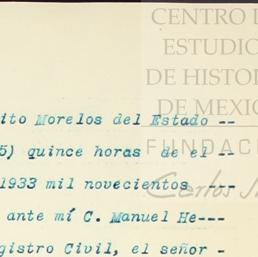 CENTRO D
ESTUDIO
DE HISTOR
DE MEXIC
FUNDAC
Carlos S
ito Morelos del Estado --
5) quince horas de el
1933 mil novecientos ---
ante mí C. Manuel He---
gistro Civil, el señor -